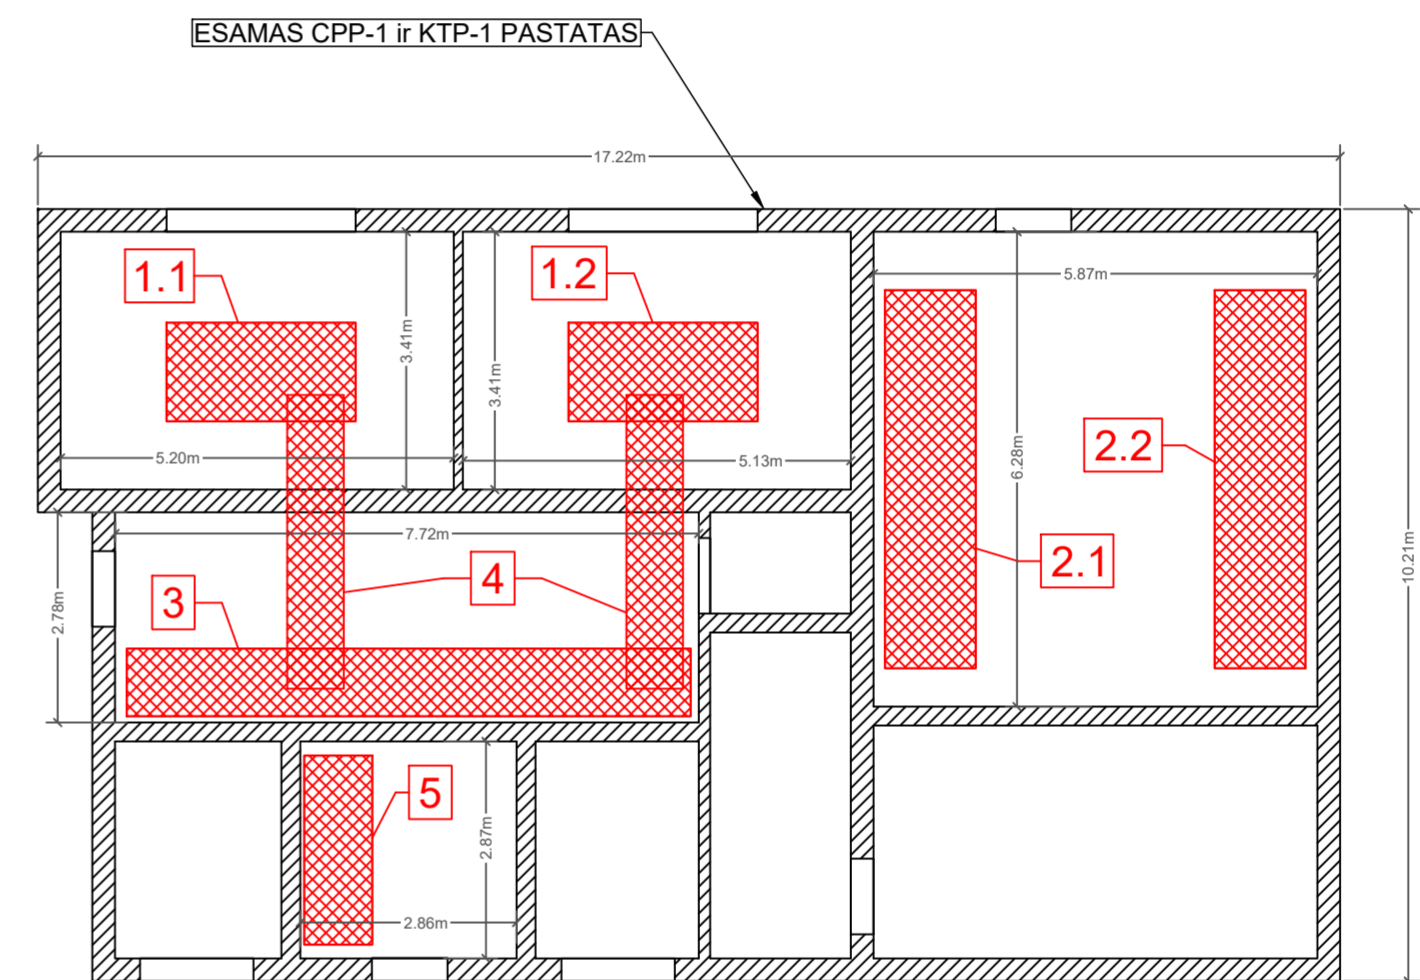 ESAMAS CPP-1 ir KTP-1 PASTATAS
17.22m
1.1
1.2
5.87m
3.41m
3.41m
2.2
5.20m
5.13m
6.28m
7.72m
10.21m
2.1
4
3
2.78m
5
2.87m
2.86m